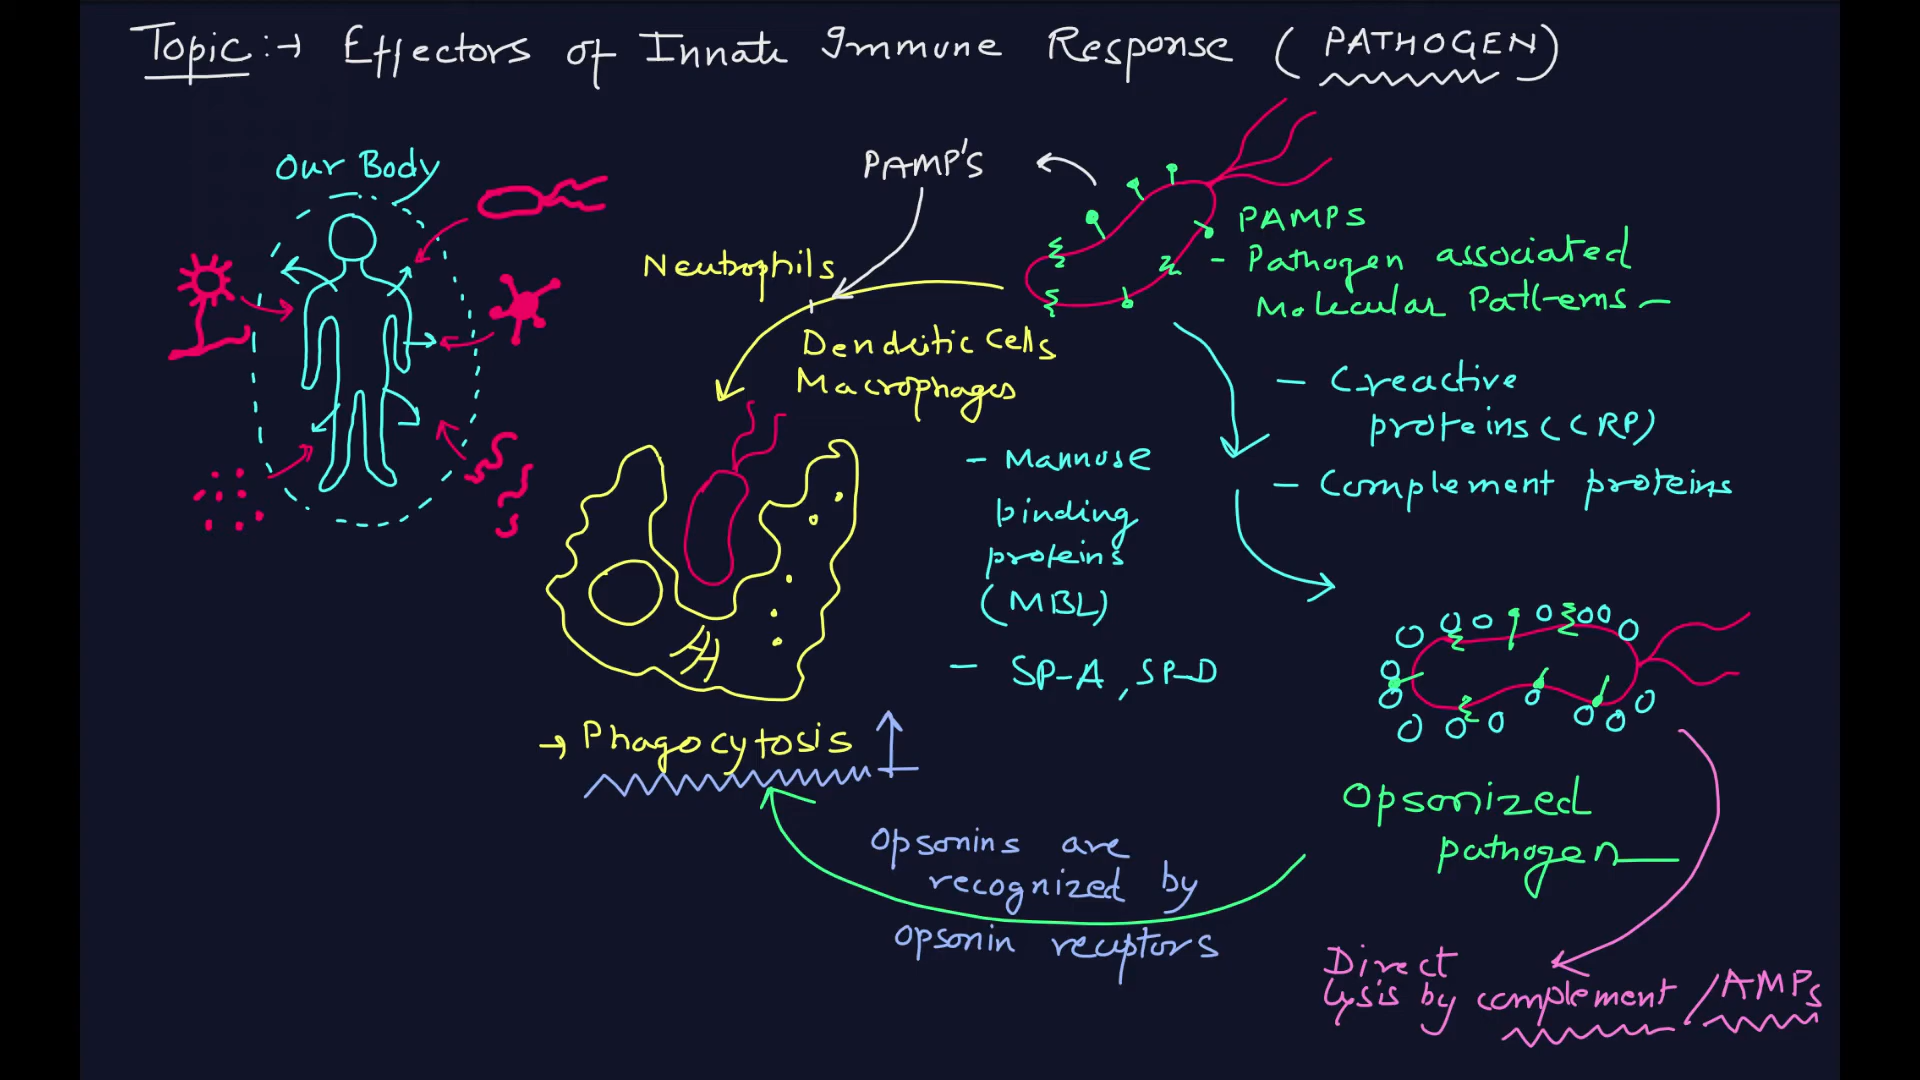 Topic:→ Effectors of Innate Immune Response (PATHOGEN)
Our Body
PAMP'S
PAMPS
- Pathogen associated
Molecular Patterns -
Neutrophils
Dendritic Cells
Macrophages
- C-reactive
proteins (CRP)
- Complement proteins
- Mannose
binding
proteins
(MBL)
- SP-A, SP-D
→ Phagocytosis ↑
Opsonized
pathogen
Opsonins are
recognized by
opsonin receptors
Direct
lysis by complement / AMPs